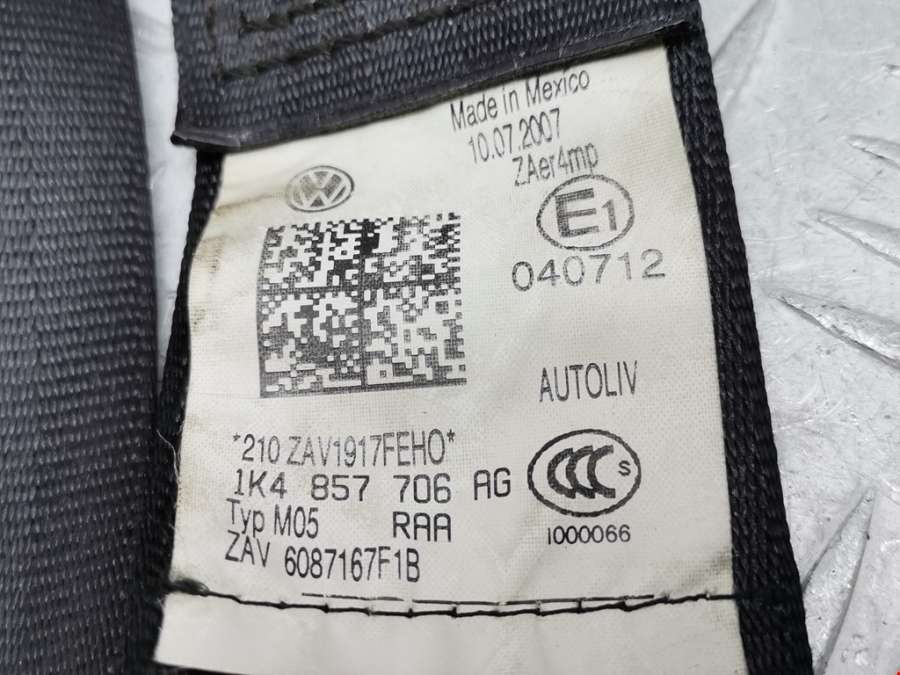 Made in Mexico
10.07.2007
ZAer4mp
E1
040712
AUTOLIV
*210 ZAV1917FEHO*
1K4 857 706 AG
Typ M05 RAA
ZAV 6087167F1B
CCC S
1000066